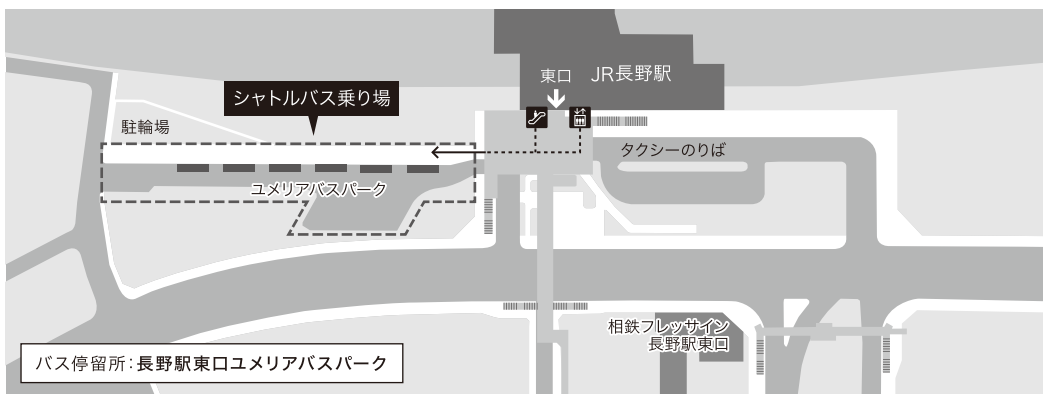 東口 JR長野駅
シャトルバス乗り場
駐輪場
タクシーのりば
ユメリアバスパーク
相鉄フレッサイン
長野駅東口
バス停留所:長野駅東口ユメリアバスパーク